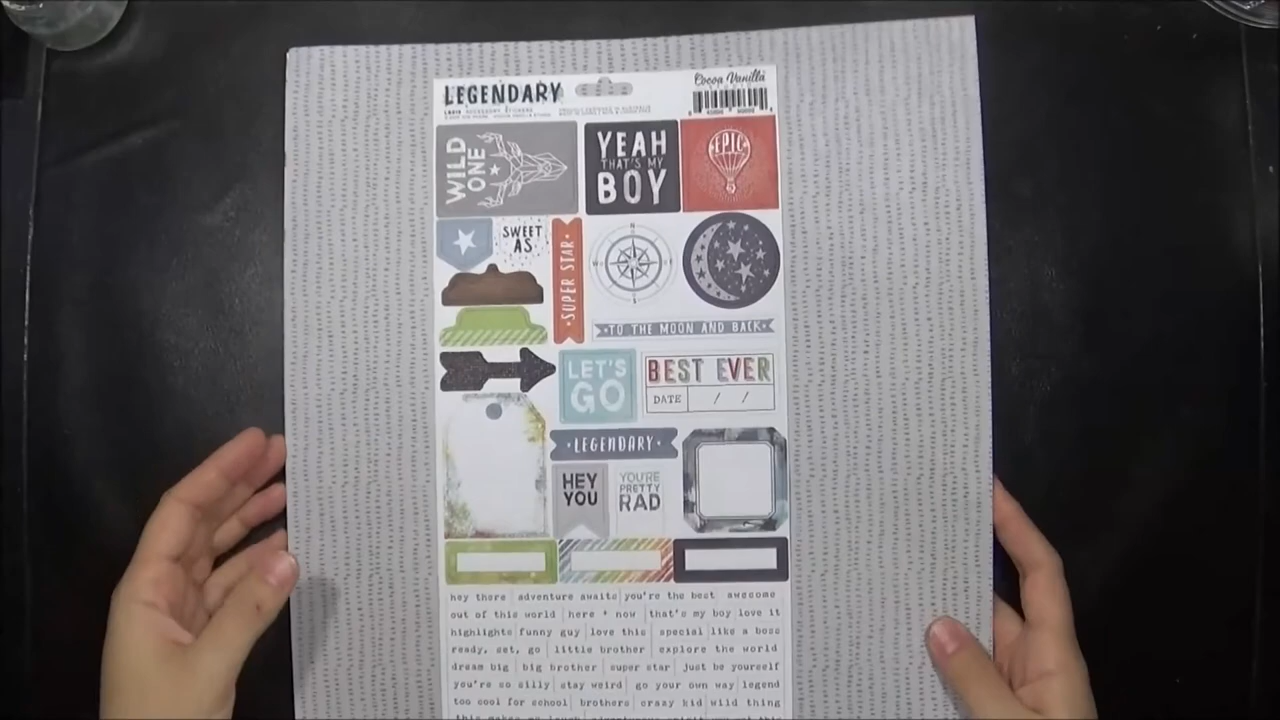 LEGENDARY
Cocoa Vanilla
WILD
ONE
YEAH
THAT'S MY
BOY
EPIC
SWEET
AS
SUPER STAR
N
TO THE MOON AND BACK
LET'S
GO
BEST EVER
DATE / /
LEGENDARY
HEY
YOU
YOU'RE
PRETTY
RAD
hey there adventure awaits you're the best awesome
out of this world here + now that's my boy love it
highlights funny guy love this special like a boss
ready, set, go little brother explore the world
dream big big brother super star just be yourself
you're so silly stay weird go your own way legend
too cool for school brothers crazy kid wild thing